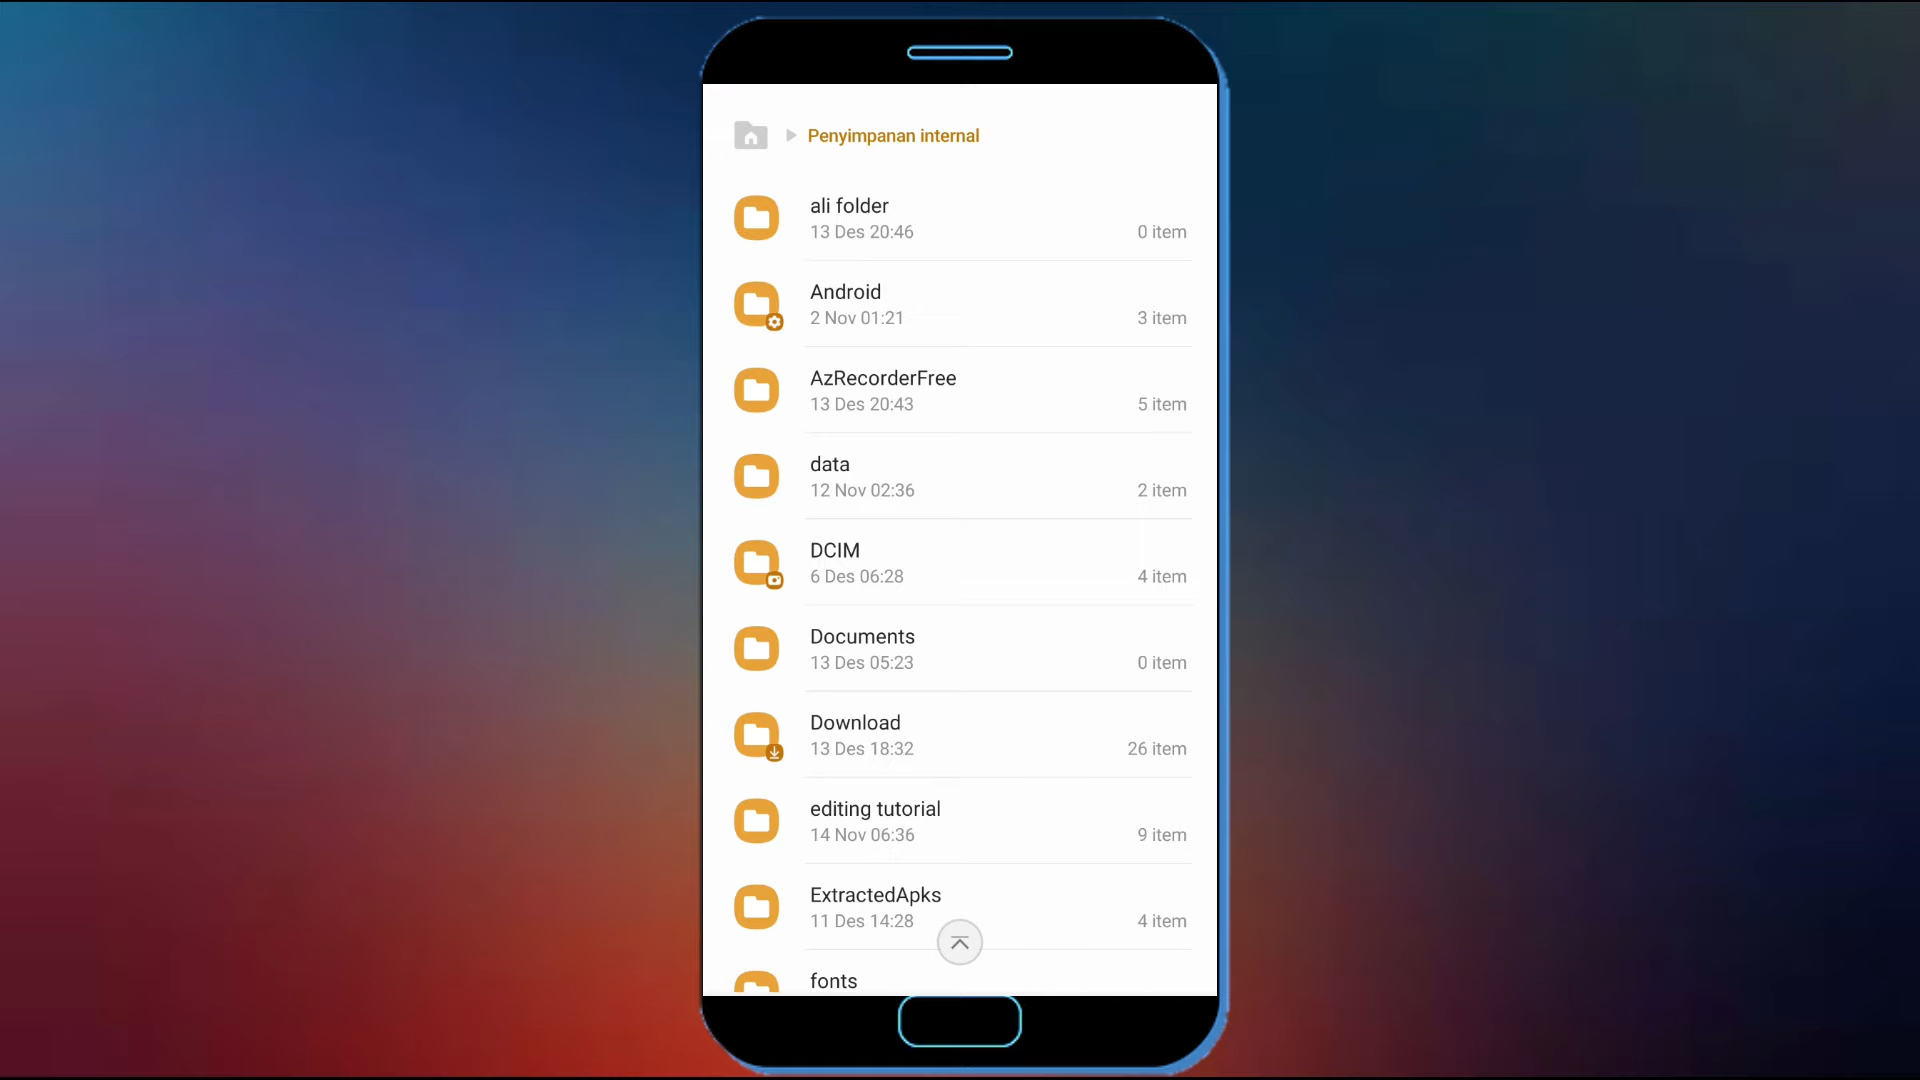 Penyimpanan internal
ali folder
13 Des 20:46 0 item
Android
2 Nov 01:21 3 item
AzRecorderFree
13 Des 20:43 5 item
data
12 Nov 02:36 2 item
DCIM
6 Des 06:28 4 item
Documents
13 Des 05:23 0 item
Download
13 Des 18:32 26 item
editing tutorial
14 Nov 06:36 9 item
ExtractedApks
11 Des 14:28 4 item
fonts